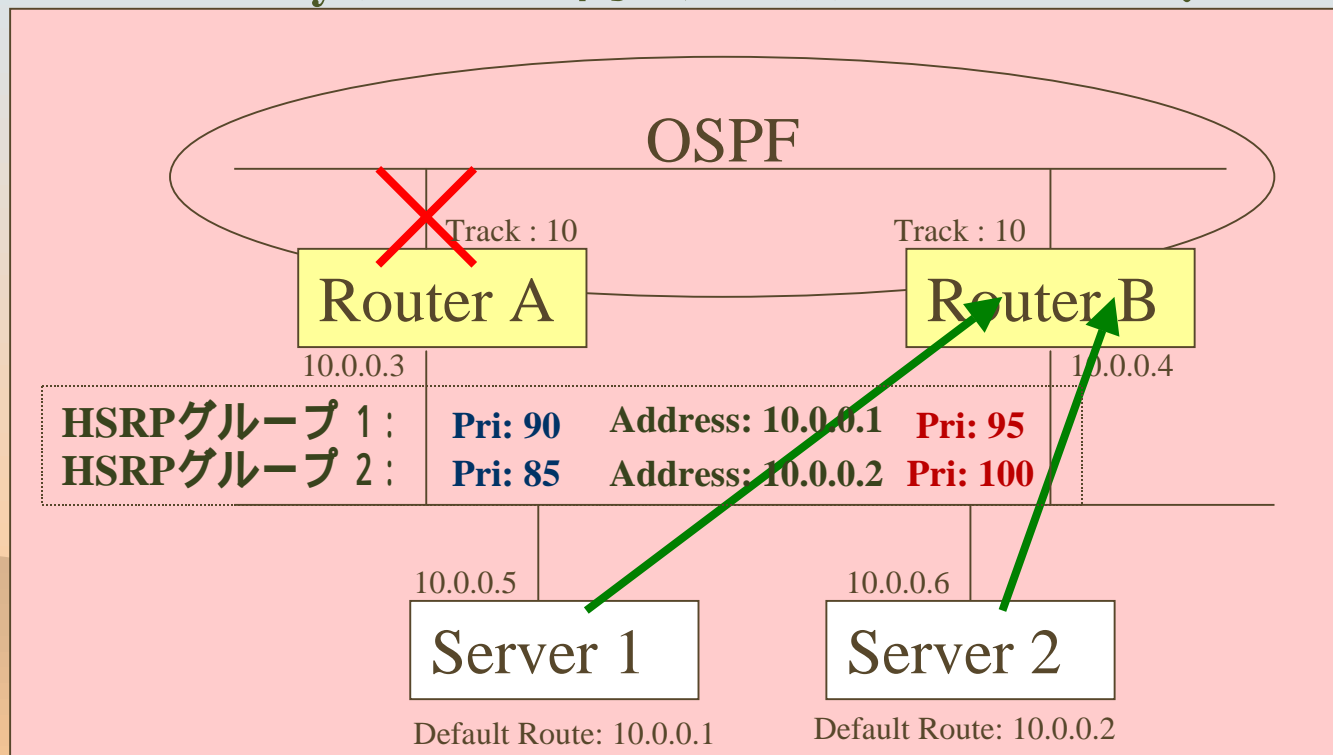 OSPF
Track : 10
Track : 10
Router A
Router B
10.0.0.3
10.0.0.4
HSRPグループ 1: Pri: 90 Address: 10.0.0.1 Pri: 95
HSRPグループ 2: Pri: 85 Address: 10.0.0.2 Pri: 100
10.0.0.5
10.0.0.6
Server 1
Server 2
Default Route: 10.0.0.1
Default Route: 10.0.0.2